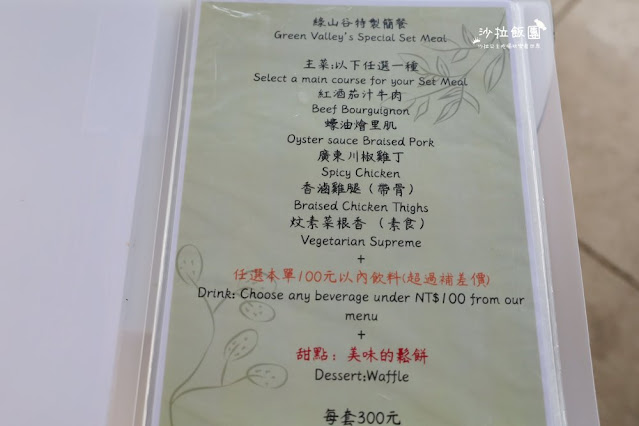 沙拉飯團
綠山谷特製簡餐
Green Valley's Special Set Meal
主菜:以下任選一種
Select a main course for your Set Meal
紅酒茄汁牛肉
Beef Bourguignon
蠔油燴里肌
Oyster sauce Braised Pork
廣東川椒雞丁
Spicy Chicken
香滷雞腿(帶骨)
Braised Chicken Thighs
炆素菜根香 (素食)
Vegetarian Supreme
+
任選本單100元以內飲料(超過補差價)
Drink: Choose any beverage under NT$100 from our
menu
+
甜點：美味的鬆餅
Dessert:Waffle
每套300元